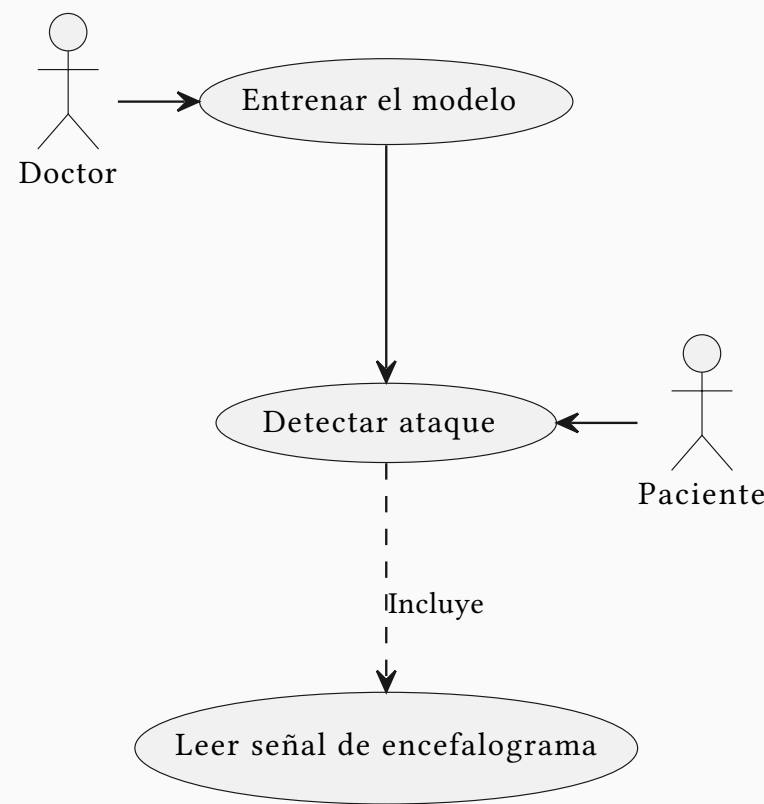 Entrenar el modelo
Doctor
Detectar ataque
Paciente
Incluye
Leer señal de encefalograma